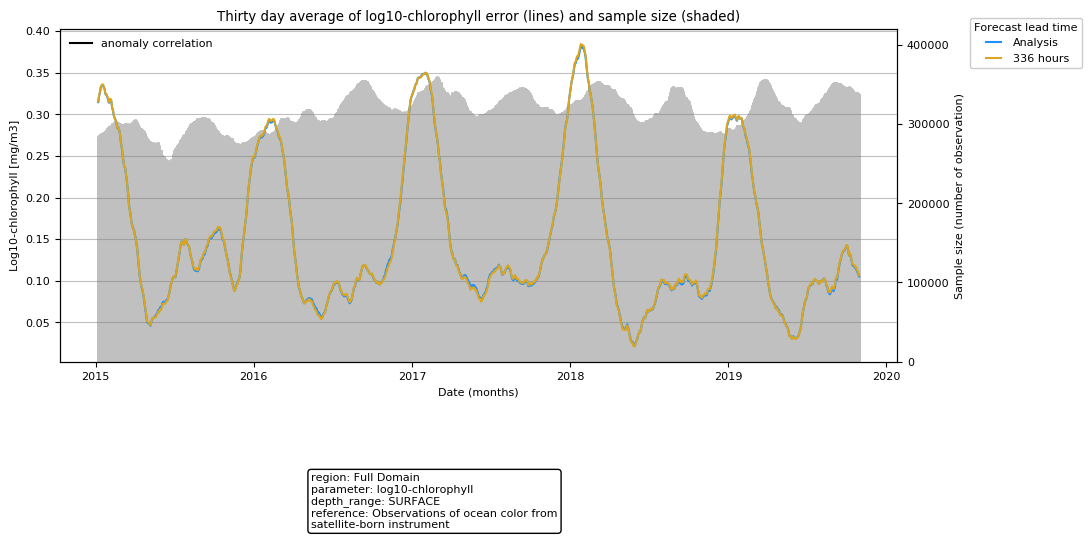 Thirty day average of log10-chlorophyll error (lines) and sample size (shaded)
Forecast lead time
Analysis
336 hours
anomaly correlation
0.40
0.35
0.30
0.25
0.20
0.15
0.10
0.05
Log10-chlorophyll [mg/m3]
400000
300000
200000
100000
0
Sample size (number of observation)
2015
2016
2017
2018
2019
2020
Date (months)
region: Full Domain
parameter: log10-chlorophyll
depth_range: SURFACE
reference: Observations of ocean color from
satellite-born instrument